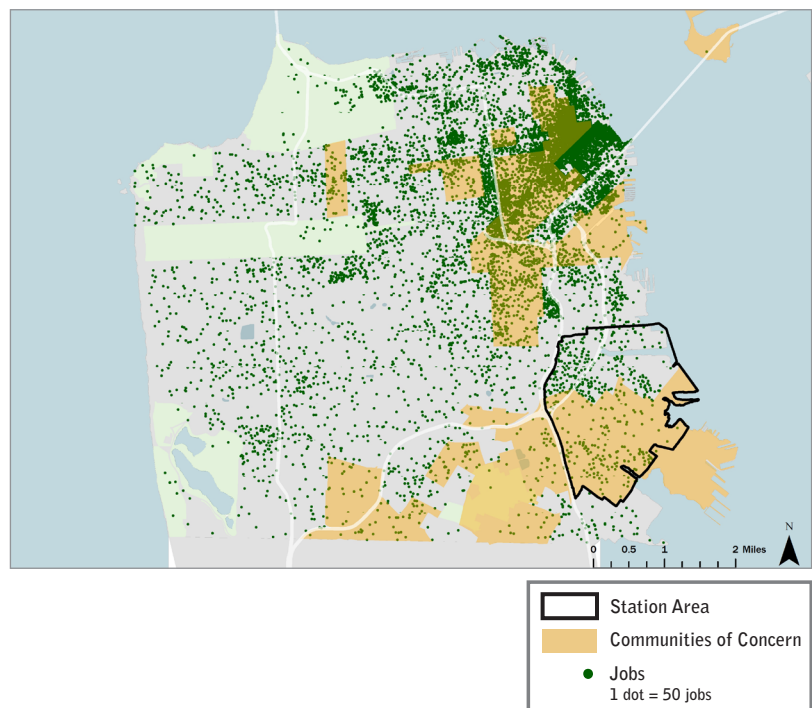 N
0 0.5 1 2 Miles
Station Area
Communities of Concern
Jobs
1 dot = 50 jobs